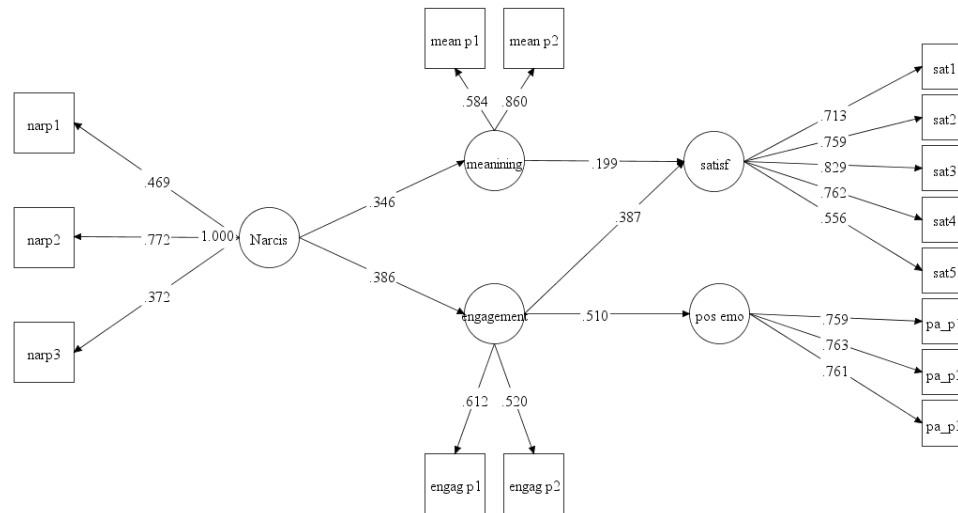 mean p1
mean p2
sat1
.584
.860
.713
sat2
narp1
.759
meanining
.199
satisf
.829
sat3
.469
.762
sat4
.346
.387
.556
narp2
.772
1.000
Narcis
sat5
.386
.372
engagement
.510
pos emo
.759
.763
narp3
.761
.612
.520
engag p1
engag p2